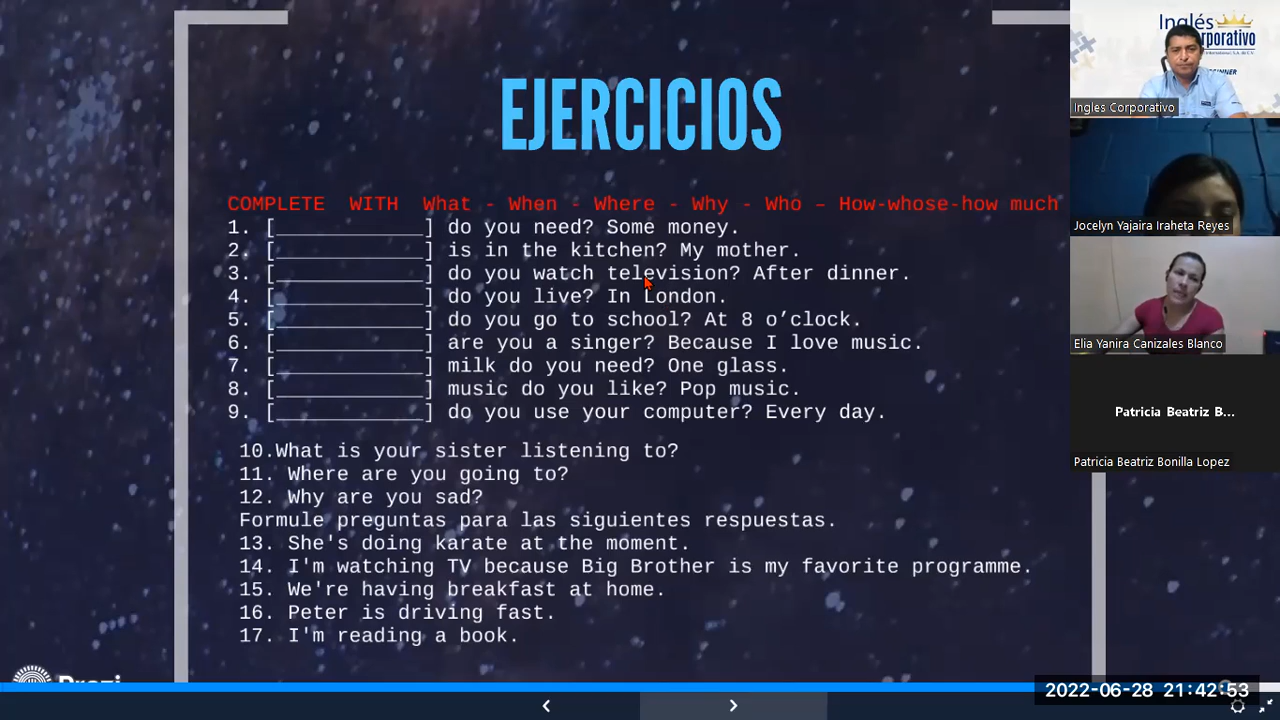 EJERCICIOS
COMPLETE WITH What - When - Where - Why - Who – How-whose-how much
1. [____________] do you need? Some money.
2. [____________] is in the kitchen? My mother.
3. [____________] do you watch television? After dinner.
4. [____________] do you live? In London.
5. [____________] do you go to school? At 8 o’clock.
6. [____________] are you a singer? Because I love music.
7. [____________] milk do you need? One glass.
8. [____________] music do you like? Pop music.
9. [____________] do you use your computer? Every day.
10.What is your sister listening to?
11. Where are you going to?
12. Why are you sad?
Formule preguntas para las siguientes respuestas.
13. She's doing karate at the moment.
14. I'm watching TV because Big Brother is my favorite programme.
15. We're having breakfast at home.
16. Peter is driving fast.
17. I'm reading a book.
Prezi
Inglés
Ingles Corporativo
Jocelyn Yajaira Iraheta Reyes
Elia Yanira Canizales Blanco
Patricia Beatriz B...
Patricia Beatriz Bonilla Lopez
2022-06-28 21:42:53